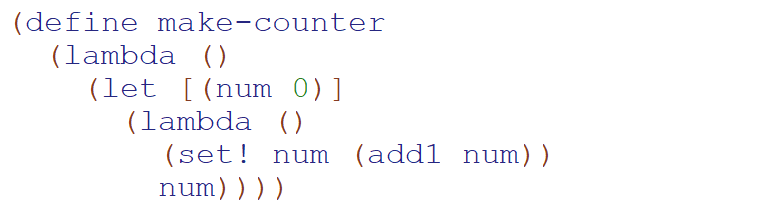 (define make-counter
(lambda ()
(let [(num 0)]
(lambda ()
(set! num (add1 num))
num))))